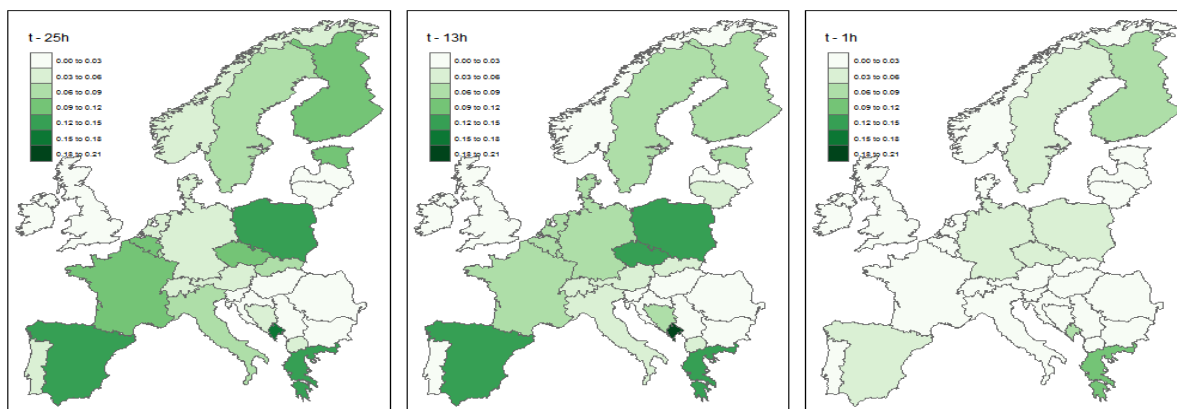 t - 25h
0.00 to 0.03
0.03 to 0.06
0.06 to 0.09
0.09 to 0.12
0.12 to 0.15
0.15 to 0.18
0.18 to 0.21
t - 13h
0.00 to 0.03
0.03 to 0.06
0.06 to 0.09
0.09 to 0.12
0.12 to 0.15
0.15 to 0.18
0.18 to 0.21
t - 1h
0.00 to 0.03
0.03 to 0.06
0.06 to 0.09
0.09 to 0.12
0.12 to 0.15
0.15 to 0.18
0.18 to 0.21